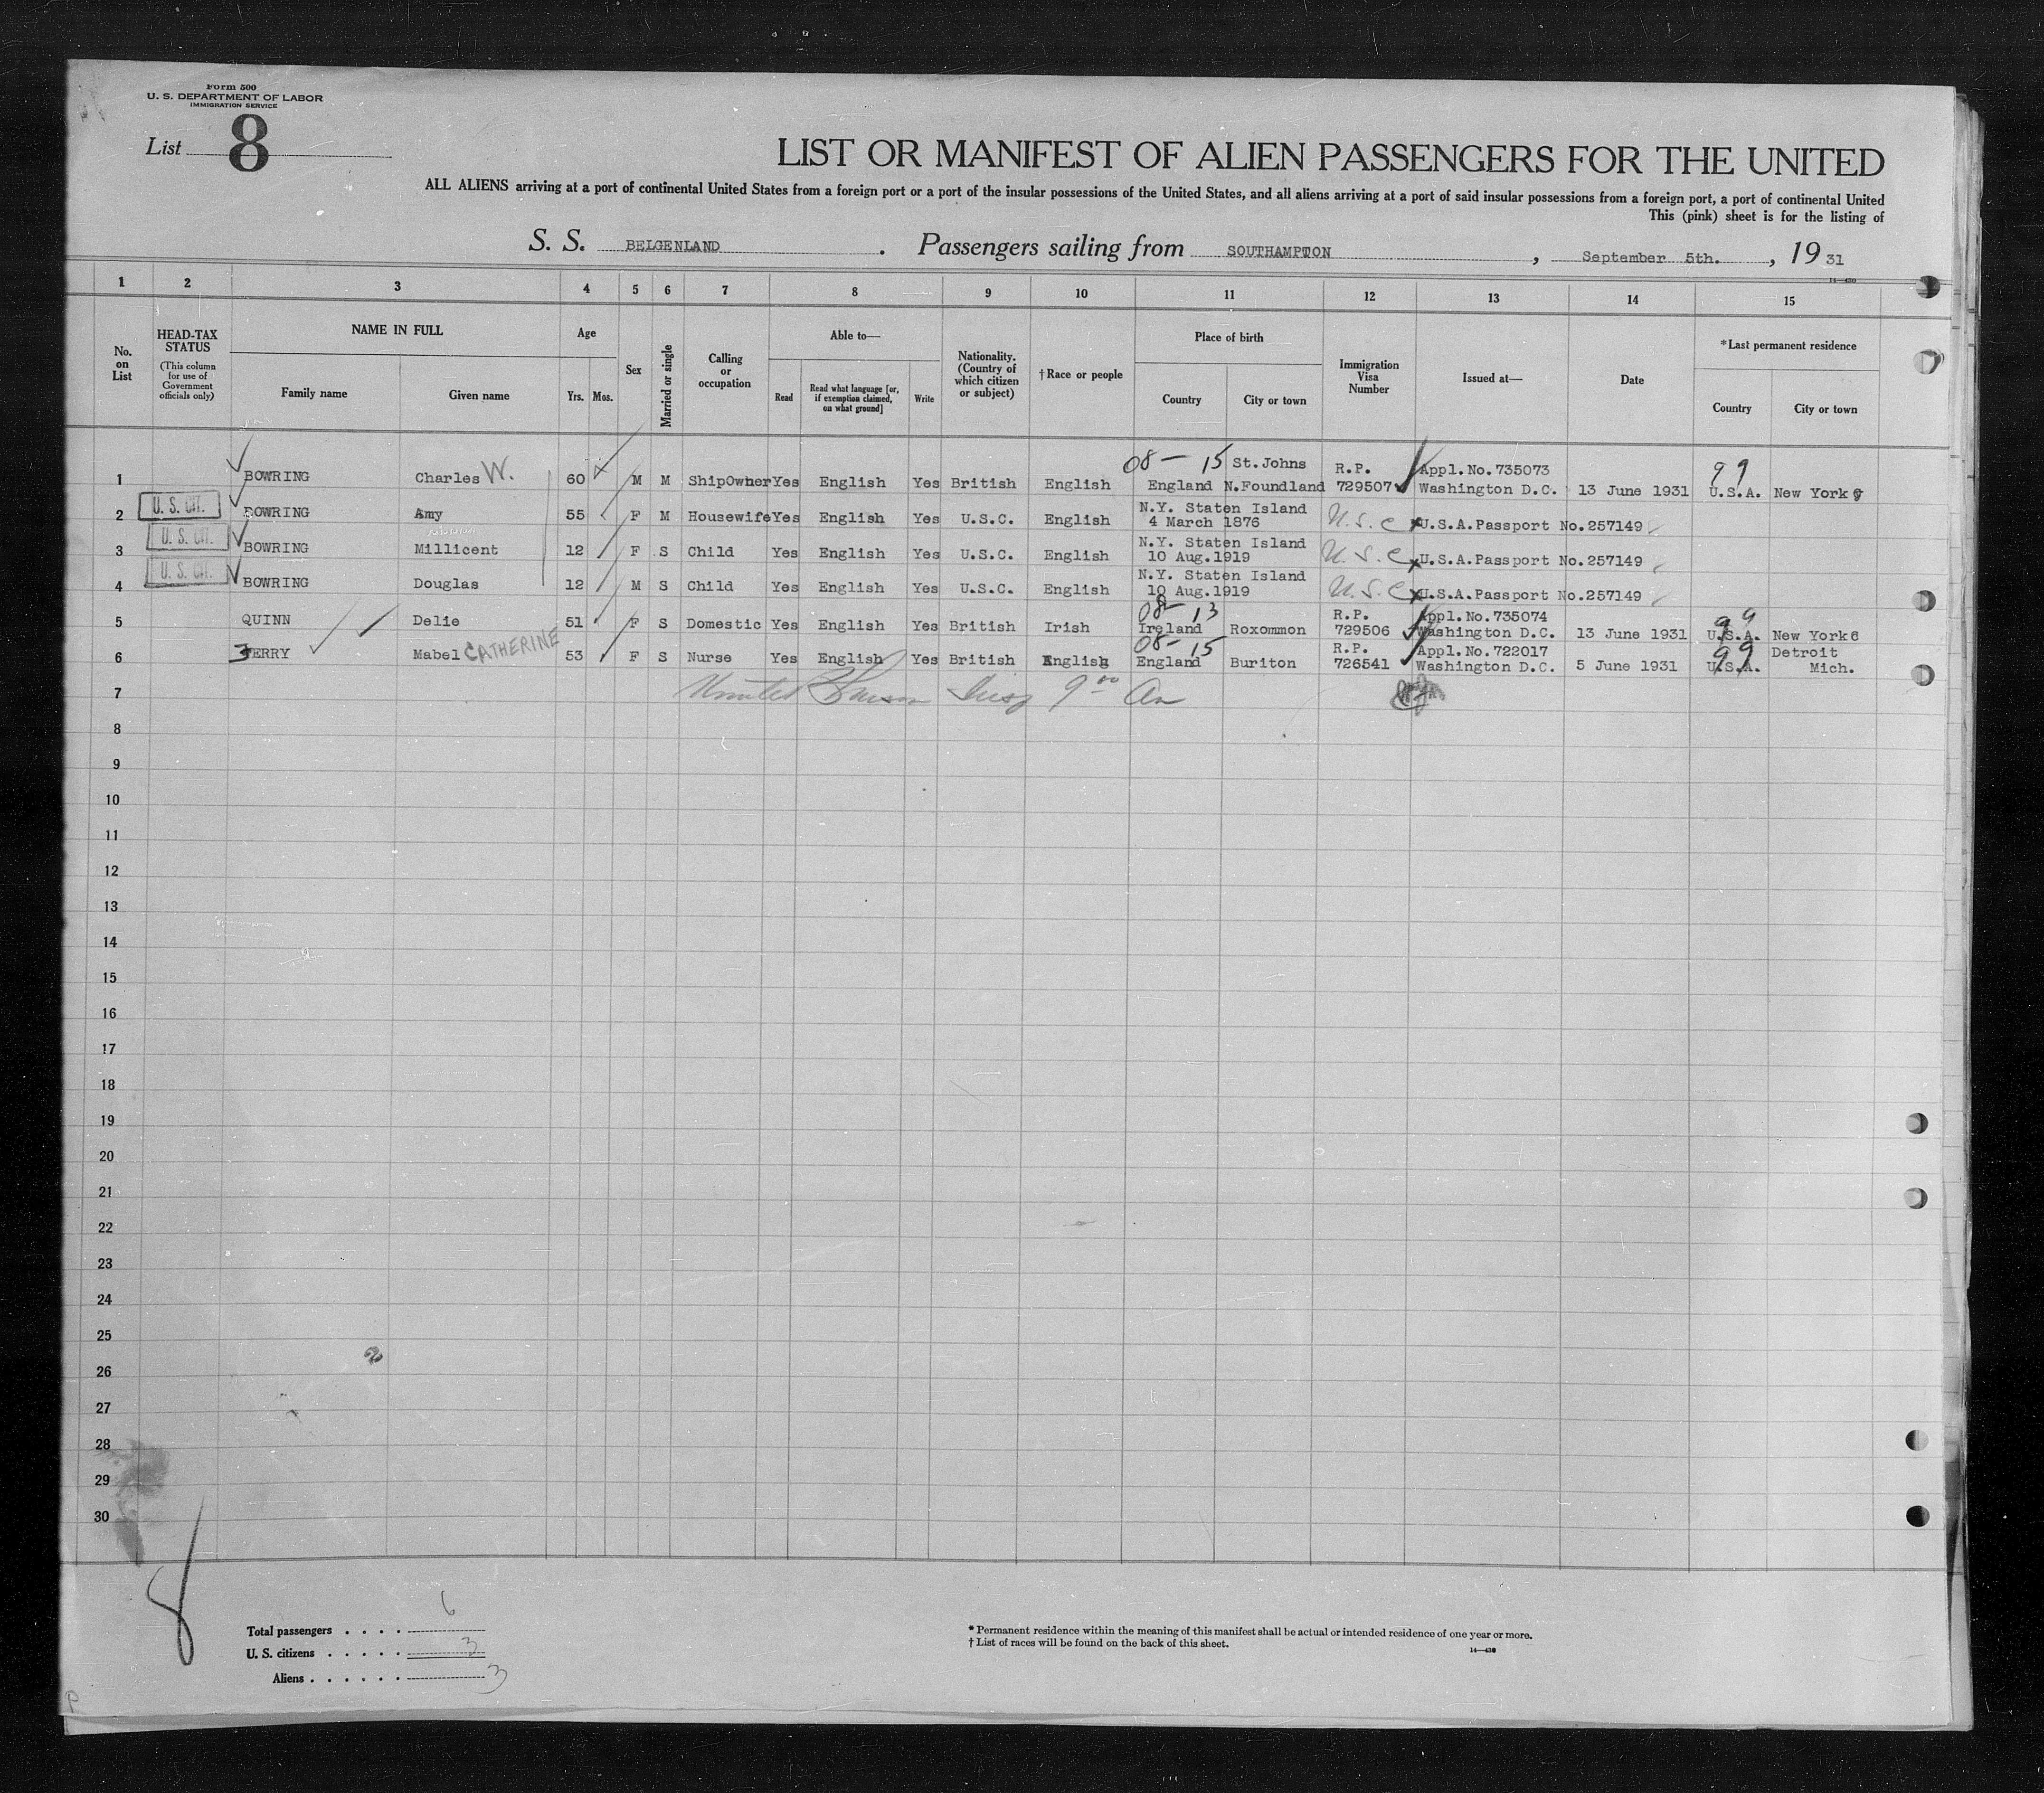 Form 500
U. S. DEPARTMENT OF LABOR
IMMIGRATION SERVICE
List 8
LIST OR MANIFEST OF ALIEN PASSENGERS FOR THE UNITED
ALL ALIENS arriving at a port of continental United States from a foreign port or a port of the insular possessions of the United States, and all aliens arriving at a port of said insular possessions from a foreign port, a port of continental United
This (pink) sheet is for the listing of
S. S. BELGENLAND. Passengers sailing from SOUTHAMPTON, September 5th., 19 31
14—430
1 2 3 4 5 6 7 8 9 10 11 12 13 14 15
No. on List
HEAD-TAX STATUS
(This column for use of Government officials only)
NAME IN FULL
Family name Given name
Age
Yrs. Mos.
Sex
Married or single
Calling or occupation
Able to—
Read
Read what language [or, if exemption claimed, on what ground]
Write
Nationality. (Country of which citizen or subject)
†Race or people
Place of birth
Country City or town
Immigration Visa Number
Issued at—
Date
*Last permanent residence
Country City or town
08 — 15 St. Johns R.P. Appl. No. 735073 99
1 BOWRING Charles W. 60 M M ShipOwner Yes English Yes British English England N.Foundland 729507 Washington D.C. 13 June 1931 U.S.A. New York
U. S. CIT.
N.Y. Staten Island
2 BOWRING Amy 55 F M Housewife Yes English Yes U.S.C. English 4 March 1876 U.S.C x U.S.A. Passport No. 257149
U. S. CIT.
N.Y. Staten Island
3 BOWRING Millicent 12 F S Child Yes English Yes U.S.C. English 10 Aug. 1919 U.S.C x U.S.A. Passport No. 257149
U. S. CIT.
N.Y. Staten Island
4 BOWRING Douglas 12 M S Child Yes English Yes U.S.C. English 10 Aug. 1919 U.S.C x U.S.A. Passport No. 257149
08— 13 R.P. Appl. No. 735074 99
5 QUINN Delie 51 F S Domestic Yes English Yes British Irish Ireland Roxommon 729506 Washington D.C. 13 June 1931 U.S.A. New York
08— 15 R.P. Appl. No. 722017 99 Detroit
6 JERRY Mabel CATHERINE 53 F S Nurse Yes English Yes British English England Buriton 726541 Washington D.C. 5 June 1931 U.S.A. Mich.
7 9 00
8
9
10
11
12
13
14
15
16
17
18
19
20
21
22
23
24
25
26
27
28
29
30
8
Total passengers . . . . 6
U. S. citizens . . . . . 3
Aliens . . . . . . 3
* Permanent residence within the meaning of this manifest shall be actual or intended residence of one year or more.
† List of races will be found on the back of this sheet.
14—430